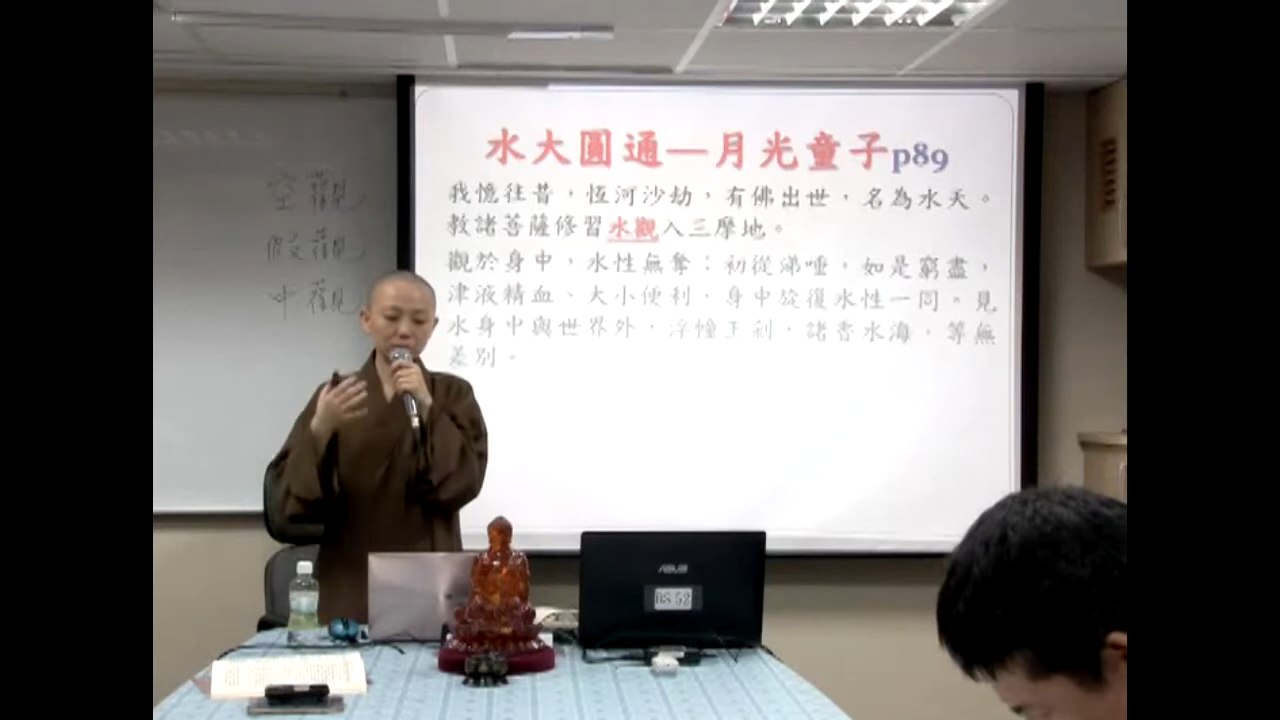 空觀
假觀
中觀
水大圓通—月光童子p89
我憶往昔，恆河沙劫，有佛出世，名為水天。
教諸菩薩修習水觀入三摩地。
觀於身中，水性無奪：初從涕唾，如是窮盡，
津液精血、大小便利，身中旋復水性一同。見
水身中與世界外，浮幢王剎，諸香水海，等無
差別。
ASUS